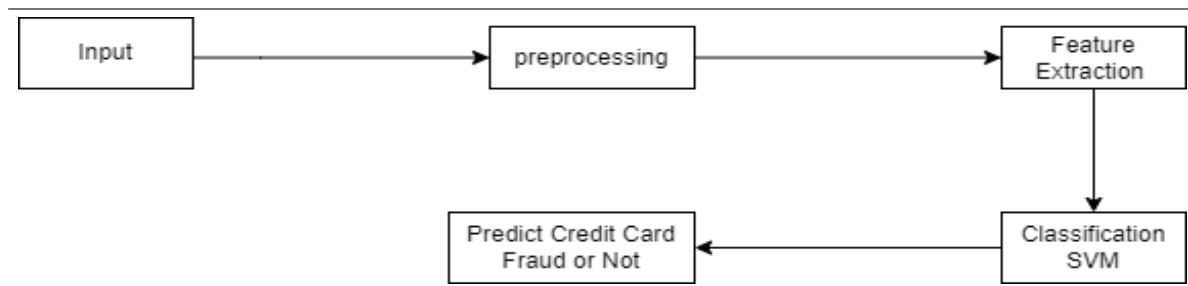 Input
preprocessing
Feature
Extraction
Classification
SVM
Predict Credit Card
Fraud or Not